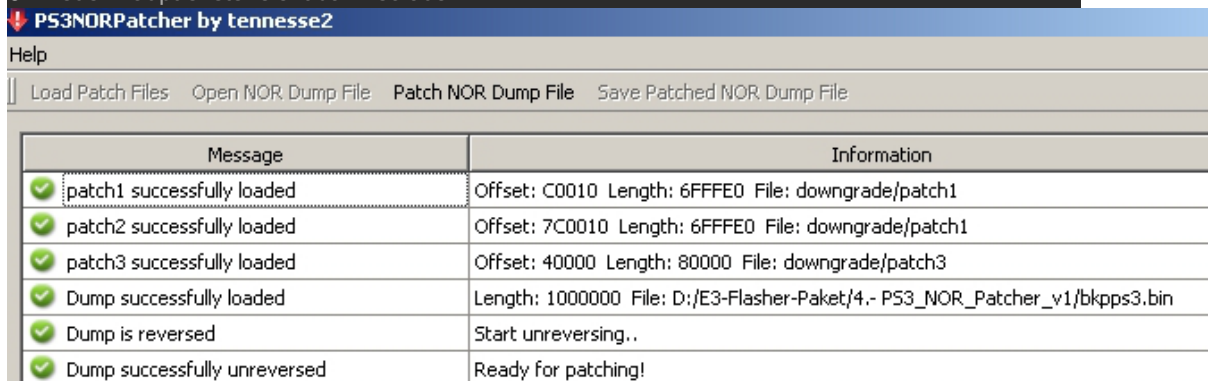 PS3NORPatcher by tennesse2
Help
Load Patch Files Open NOR Dump File Patch NOR Dump File Save Patched NOR Dump File
Message Information
patch1 successfully loaded Offset: C0010 Length: 6FFFE0 File: downgrade/patch1
patch2 successfully loaded Offset: 7C0010 Length: 6FFFE0 File: downgrade/patch1
patch3 successfully loaded Offset: 40000 Length: 80000 File: downgrade/patch3
Dump successfully loaded Length: 1000000 File: D:/E3-Flasher-Paket/4.- PS3_NOR_Patcher_v1/bkpps3.bin
Dump is reversed Start unreversing..
Dump successfully unreversed Ready for patching!